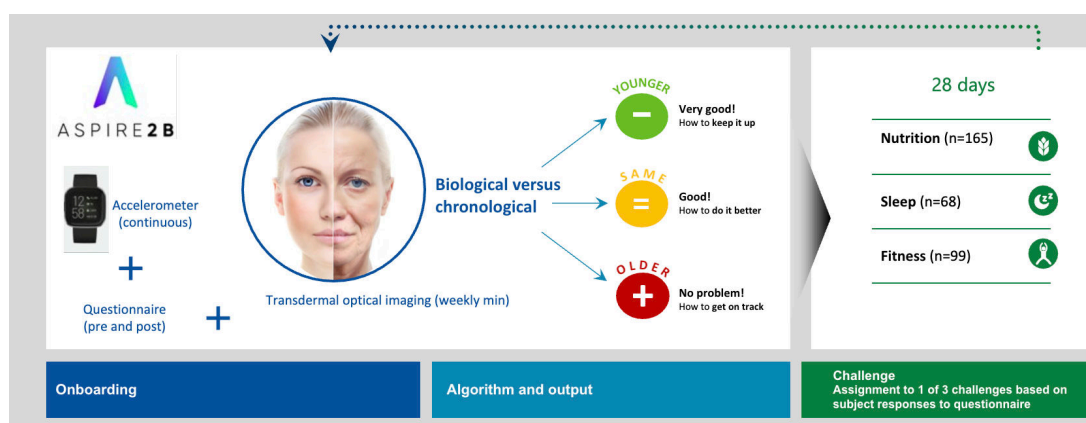 ASPIRE2B
12
58
Accelerometer
(continuous)
+
Questionnaire
(pre and post)
+
Transdermal optical imaging (weekly min)
Biological versus
chronological
YOUNGER
−
Very good!
How to keep it up
SAME
=
Good!
How to do it better
OLDER
+
No problem!
How to get on track
28 days
Nutrition (n=165)
Sleep (n=68)
zz
Fitness (n=99)
Onboarding
Algorithm and output
Challenge
Assignment to 1 of 3 challenges based on
subject responses to questionnaire